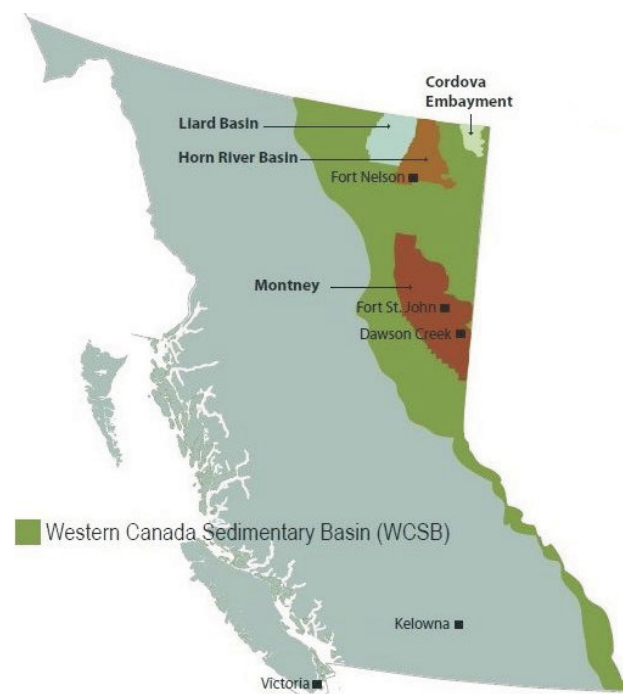 Cordova
Embayment
Liard Basin
Horn River Basin
Fort Nelson
Montney
Fort St. John
Dawson Creek
Western Canada Sedimentary Basin (WCSB)
Kelowna
Victoria